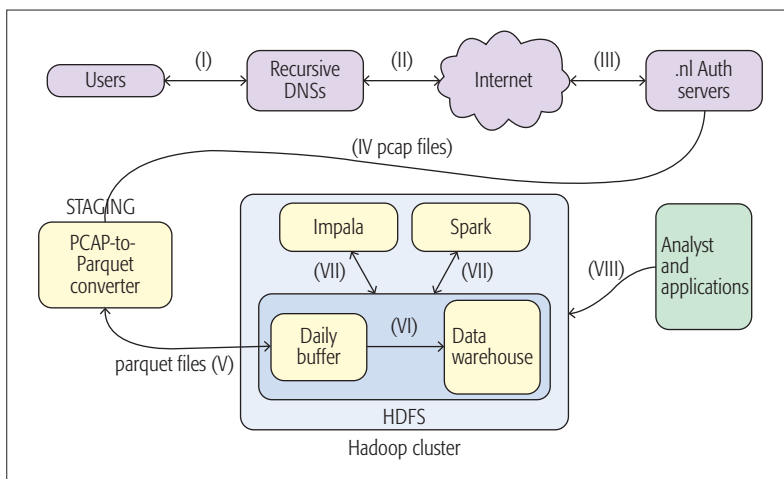 Users
(I)
Recursive
DNSs
(II)
Internet
(III)
.nl Auth
servers
(IV pcap files)
STAGING
PCAP-to-
Parquet
converter
Impala
Spark
(VII)
(VII)
Analyst
and
applications
(VIII)
Daily
buffer
(VI)
Data
warehouse
parquet files (V)
HDFS
Hadoop cluster